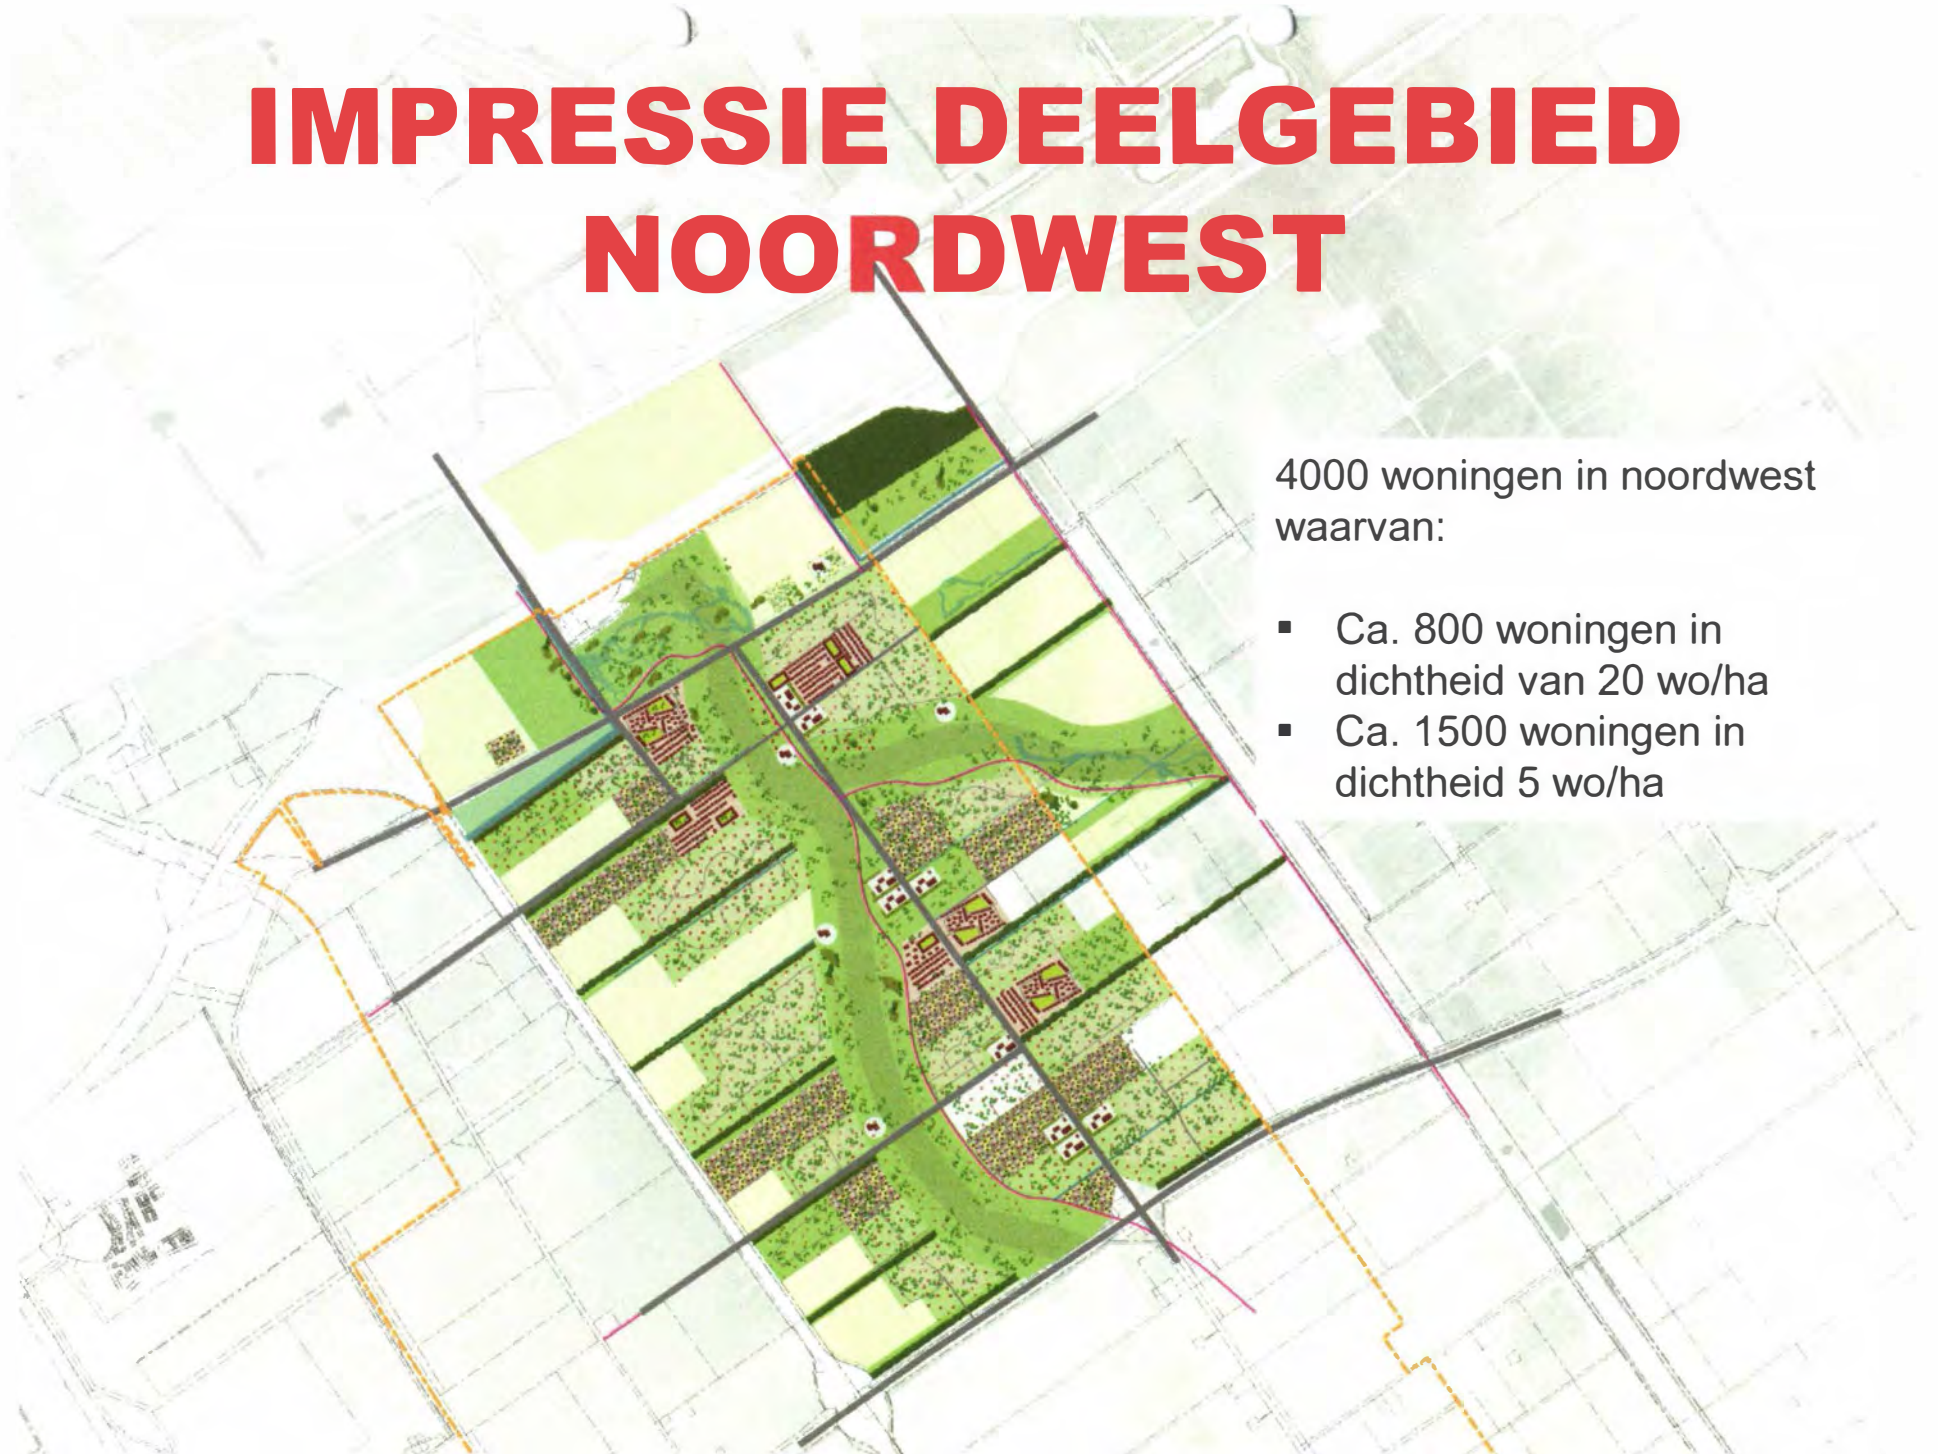 IMPRESSIE DEELGEBIED
NOORDWEST
4000 woningen in noordwest
waarvan:
▪ Ca. 800 woningen in
dichtheid van 20 wo/ha
▪ Ca. 1500 woningen in
dichtheid 5 wo/ha